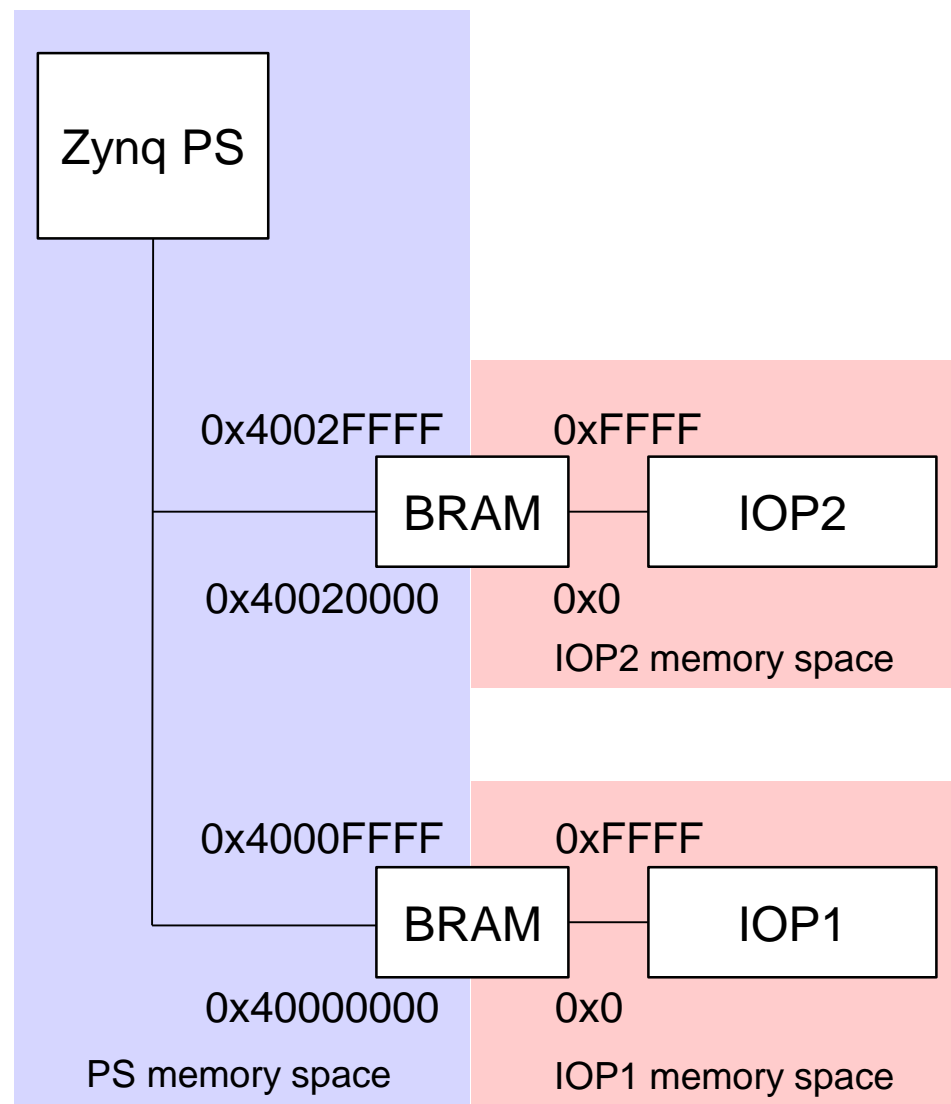 Zynq PS
0x4002FFFF
0xFFFF
BRAM
IOP2
0x40020000
0x0
IOP2 memory space
0x4000FFFF
0xFFFF
BRAM
IOP1
0x40000000
0x0
PS memory space
IOP1 memory space